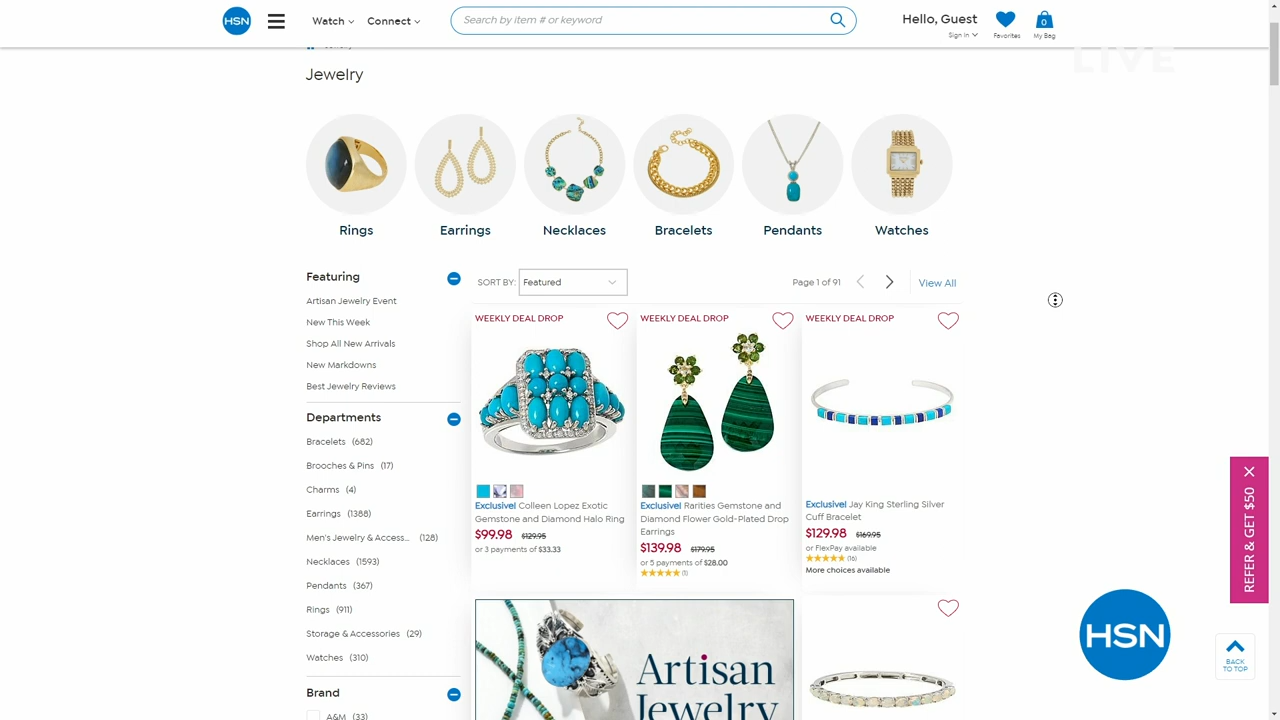 HSN
Watch
Connect
Search by item # or keyword
Hello, Guest
Sign In
Favorites
0
My Bag
LIVE
Jewelry
Rings
Earrings
Necklaces
Bracelets
Pendants
Watches
Featuring
Artisan Jewelry Event
New This Week
Shop All New Arrivals
New Markdowns
Best Jewelry Reviews
Departments
Bracelets (682)
Brooches & Pins (17)
Charms (4)
Earrings (1388)
Men's Jewelry & Access... (128)
Necklaces (1593)
Pendants (367)
Rings (911)
Storage & Accessories (29)
Watches (310)
Brand
A&M (33)
SORT BY: Featured
Page 1 of 91
View All
WEEKLY DEAL DROP
Exclusive! Colleen Lopez Exotic
Gemstone and Diamond Halo Ring
$99.98 $129.95
or 3 payments of $33.33
WEEKLY DEAL DROP
Exclusive! Rarities Gemstone and
Diamond Flower Gold-Plated Drop
Earrings
$139.98 $179.95
or 5 payments of $28.00
(1)
WEEKLY DEAL DROP
Exclusive! Jay King Sterling Silver
Cuff Bracelet
$129.98 $169.95
or FlexPay available
(16)
More choices available
Artisan
Jewelry
REFER & GET $50
HSN
BACK
TO TOP